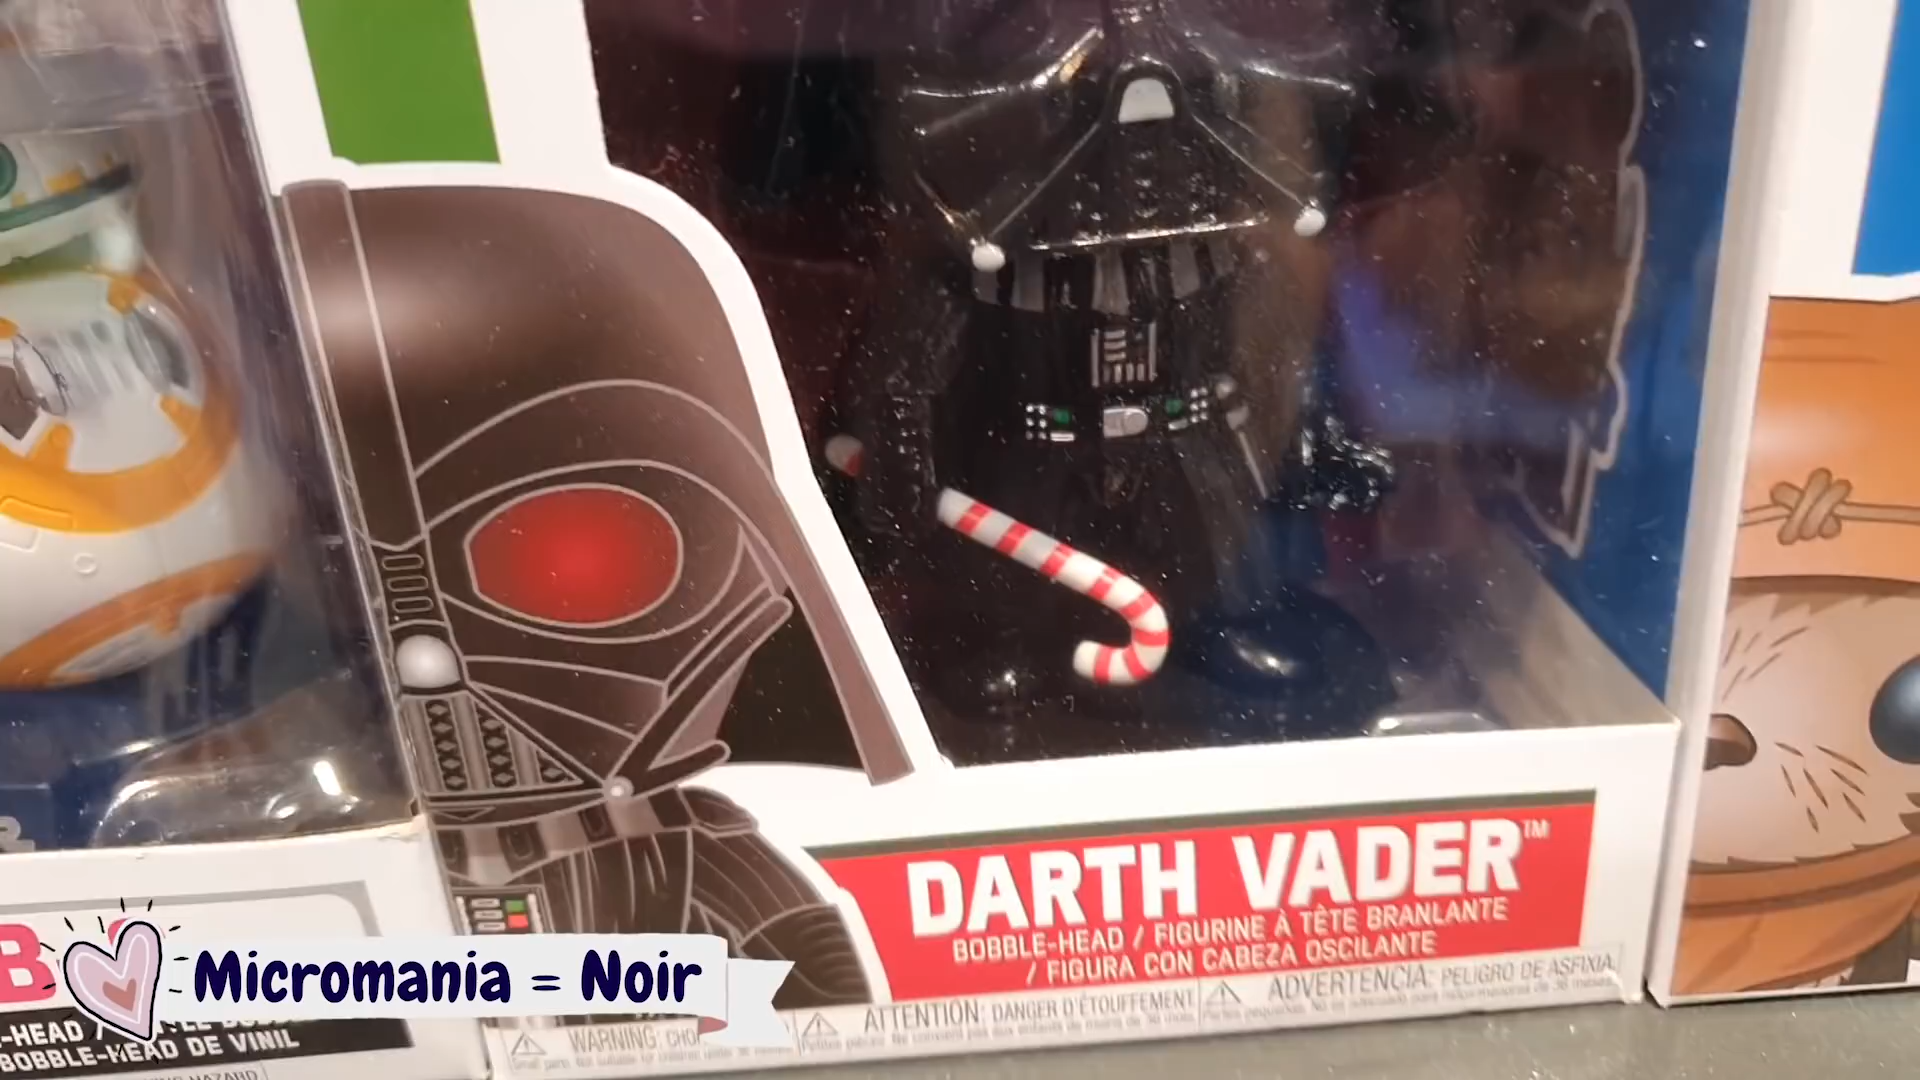 DARTH VADER™
BOBBLE-HEAD / FIGURINE À TÊTE BRANLANTE
/ FIGURA CON CABEZA OSCILANTE
WARNING:
ATTENTION: DANGER D'ÉTOUFFEMENT
ADVERTENCIA: PELIGRO DE ASFIXIA.
B
-HEAD /
BOBBLE-HEAD DE VINIL
HAZARD
Micromania = Noir